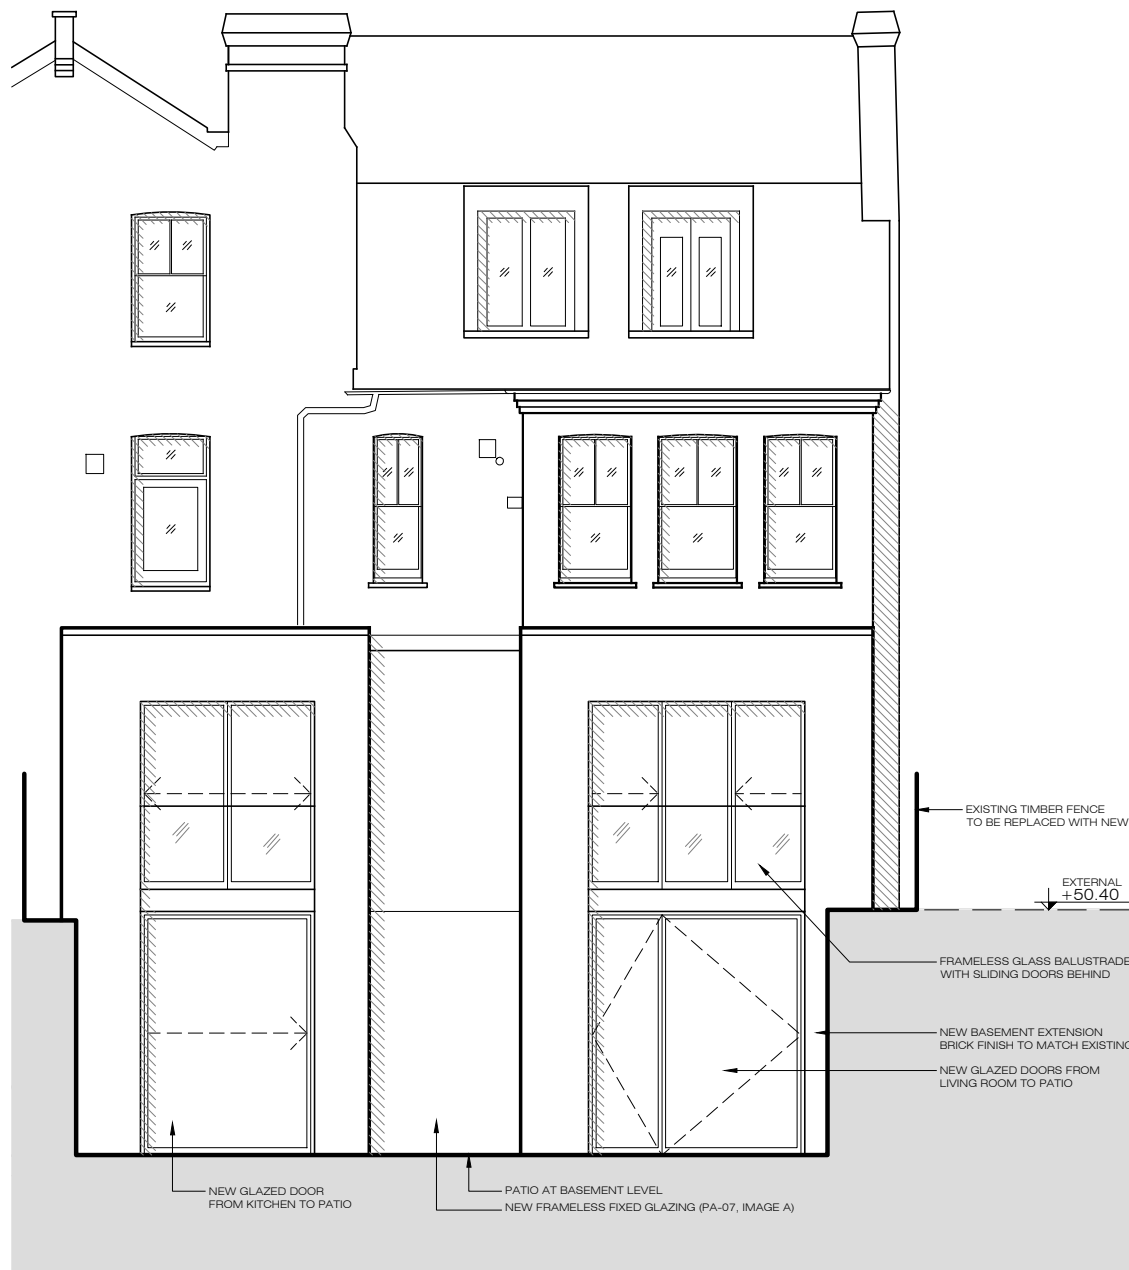 EXISTING TIMBER FENCE
TO BE REPLACED WITH NEW
EXTERNAL
+50.40
FRAMELESS GLASS BALUSTRADE
WITH SLIDING DOORS BEHIND
NEW BASEMENT EXTENSION
BRICK FINISH TO MATCH EXISTING
NEW GLAZED DOORS FROM
LIVING ROOM TO PATIO
NEW GLAZED DOOR
FROM KITCHEN TO PATIO
PATIO AT BASEMENT LEVEL
NEW FRAMELESS FIXED GLAZING (PA-07, IMAGE A)